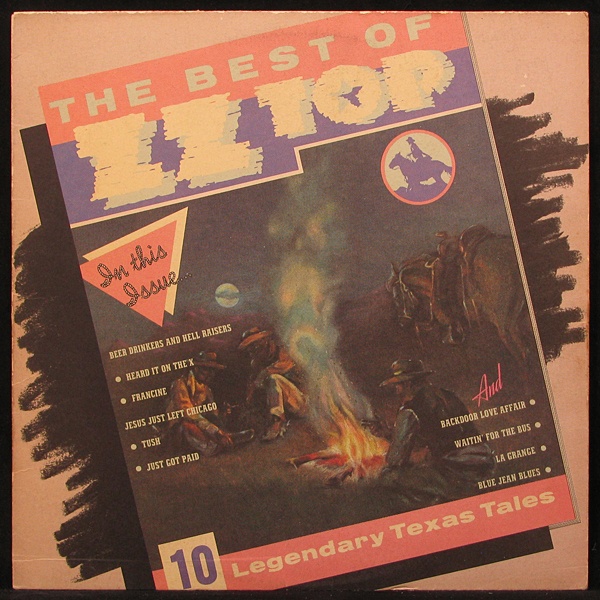 THE BEST OF
ZZ TOP
In this
Issue...
BEER DRINKERS AND HELL RAISERS
• HEARD IT ON THE X
• FRANCINE
JESUS JUST LEFT CHICAGO
• TUSH
• JUST GOT PAID
And
BACKDOOR LOVE AFFAIR •
WAITIN' FOR THE BUS •
LA GRANGE •
BLUE JEAN BLUES •
10 Legendary Texas Tales